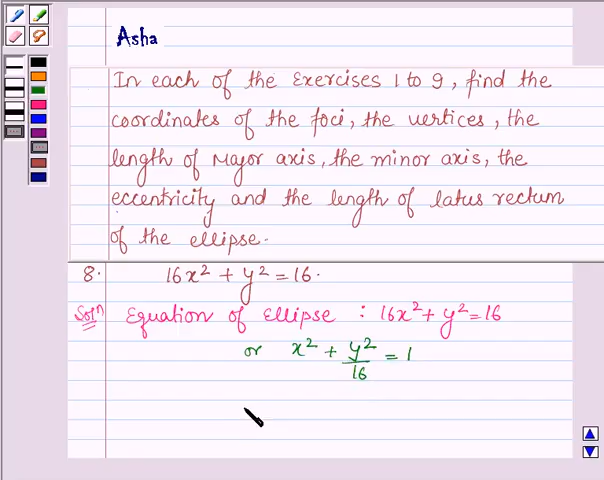 Asha
In each of the Exercises 1 to 9, find the
coordinates of the foci, the vertices, the
length of Major axis, the minor axis, the
eccentricity and the length of latus rectum
of the ellipse.
8. 16x² + y² = 16.
Solⁿ Equation of Ellipse : 16x² + y² = 16
or x² + y²/16 = 1